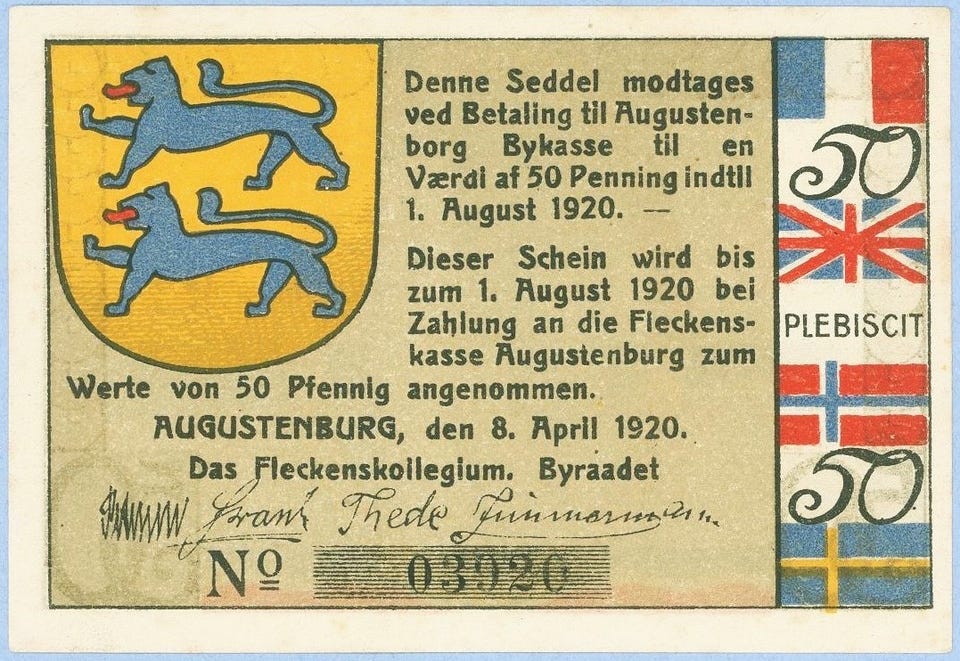 Denne Seddel modtages
ved Betaling til Augusten-
borg Bykasse til en
Værdi af 50 Penning indtil
1. August 1920. —
Dieser Schein wird bis
zum 1. August 1920 bei
Zahlung an die Fleckens-
kasse Augustenburg zum
Werte von 50 Pfennig angenommen.
AUGUSTENBURG, den 8. April 1920.
Das Fleckenskollegium. Byraadet
Thede Zimmermann.
No 03920
50
PLEBISCIT
50